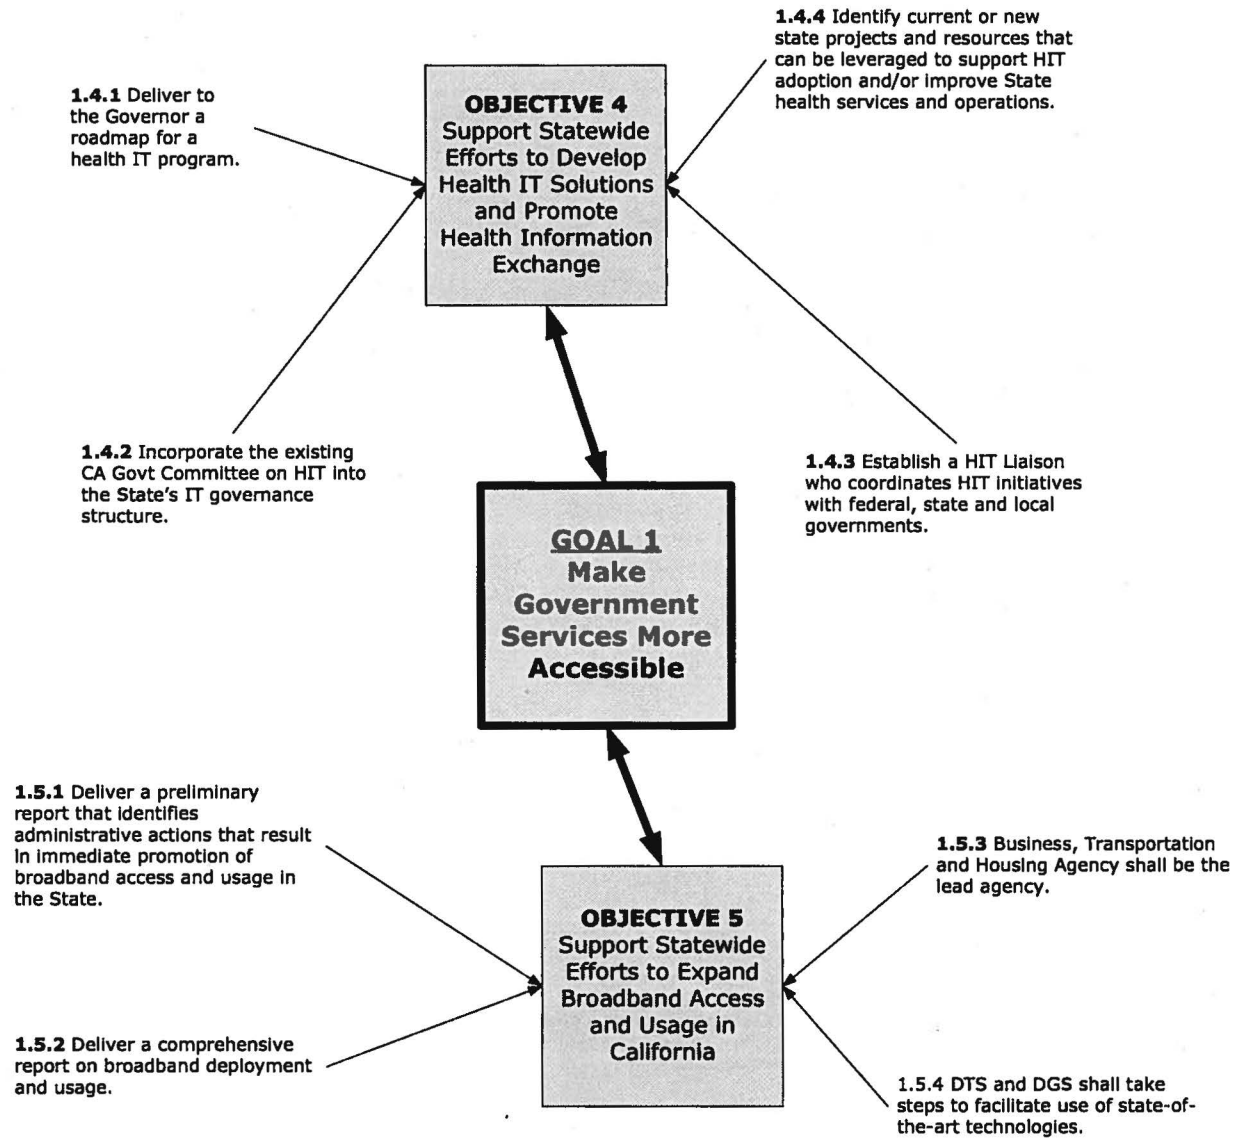 1.4.4 Identify current or new
state projects and resources that
can be leveraged to support HIT
adoption and/or improve State
health services and operations.
1.4.1 Deliver to
the Governor a
roadmap for a
health IT program.
OBJECTIVE 4
Support Statewide
Efforts to Develop
Health IT Solutions
and Promote
Health Information
Exchange
1.4.2 Incorporate the existing
CA Govt Committee on HIT into
the State's IT governance
structure.
1.4.3 Establish a HIT Liaison
who coordinates HIT initiatives
with federal, state and local
governments.
GOAL 1
Make
Government
Services More
Accessible
1.5.1 Deliver a preliminary
report that identifies
administrative actions that result
in immediate promotion of
broadband access and usage in
the State.
1.5.3 Business, Transportation
and Housing Agency shall be the
lead agency.
OBJECTIVE 5
Support Statewide
Efforts to Expand
Broadband Access
and Usage in
California
1.5.2 Deliver a comprehensive
report on broadband deployment
and usage.
1.5.4 DTS and DGS shall take
steps to facilitate use of state-of-
the-art technologies.